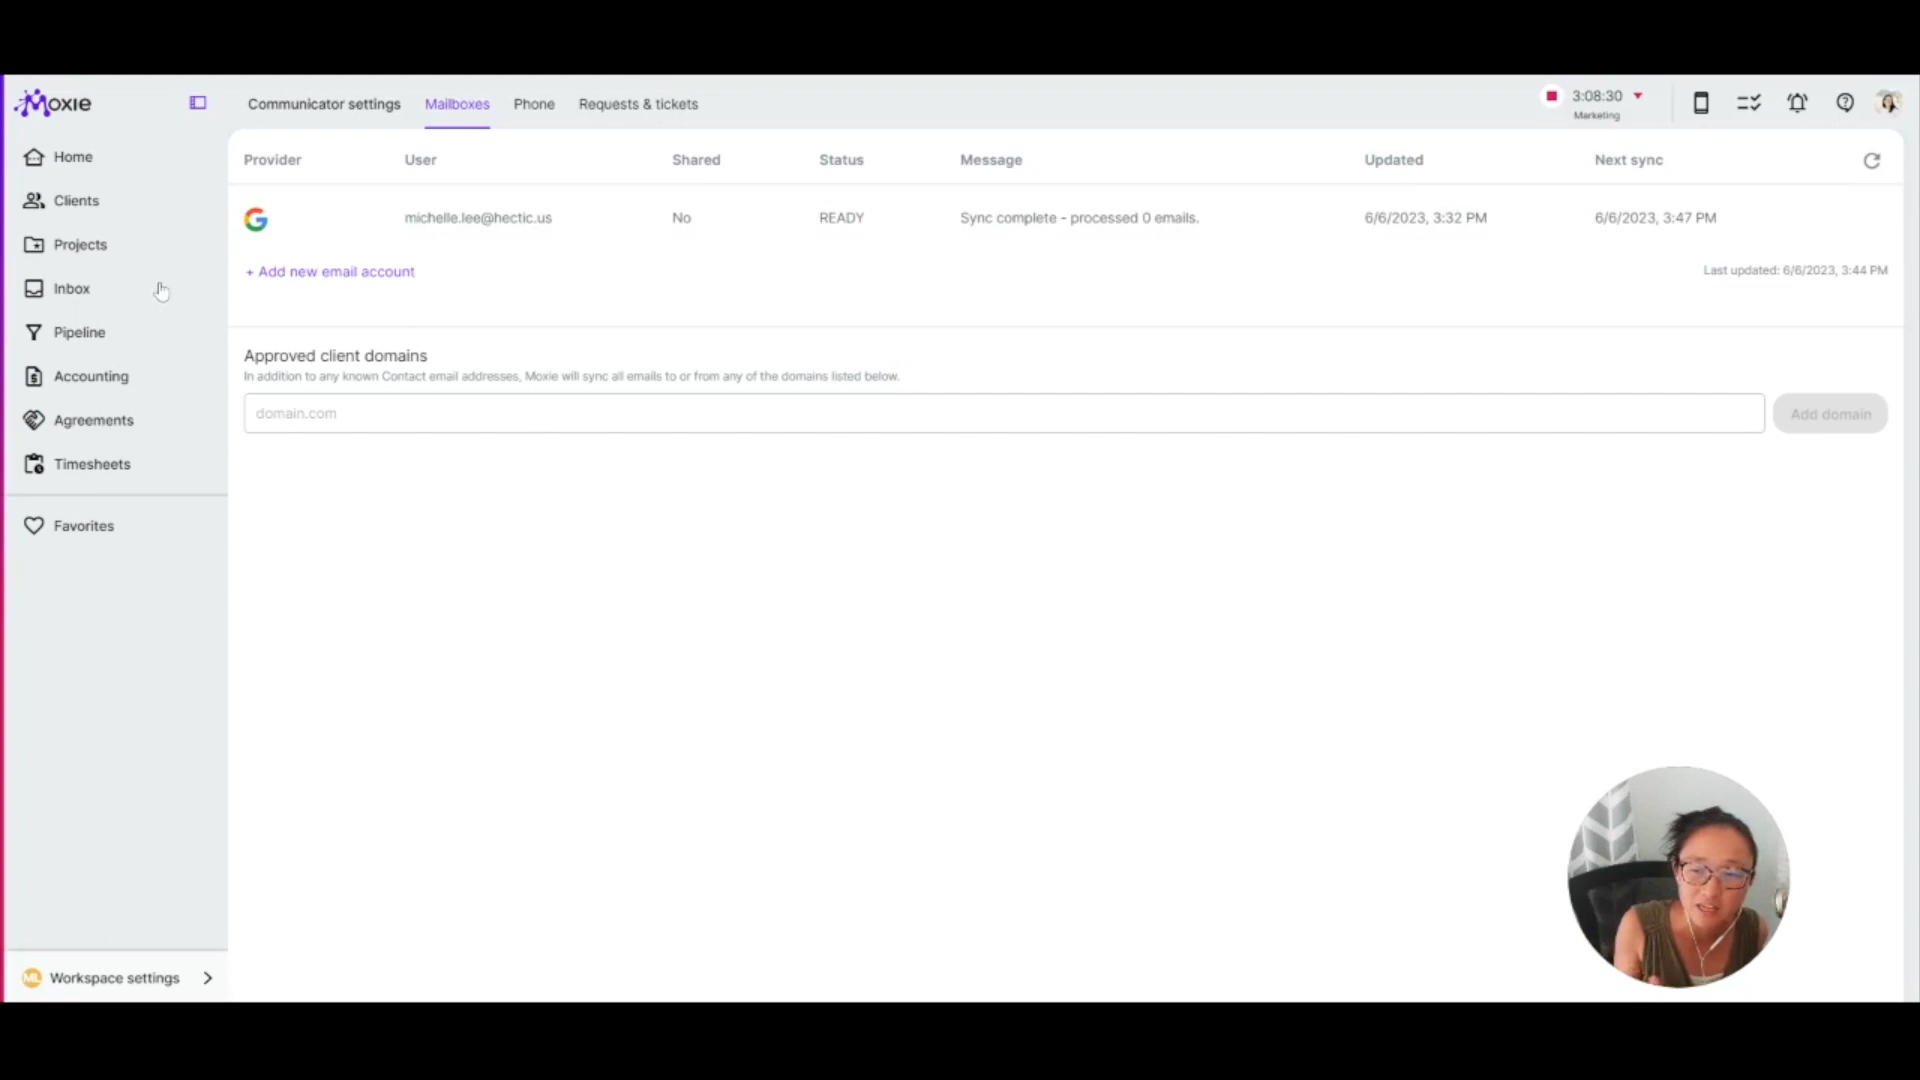 Moxie
Communicator settings
Mailboxes
Phone
Requests & tickets
3:08:30
Marketing
Home
Clients
Projects
Inbox
Pipeline
Accounting
Agreements
Timesheets
Favorites
ML Workspace settings
Provider User Shared Status Message Updated Next sync
michelle.lee@hectic.us No READY Sync complete - processed 0 emails. 6/6/2023, 3:32 PM 6/6/2023, 3:47 PM
+ Add new email account
Last updated: 6/6/2023, 3:44 PM
Approved client domains
In addition to any known Contact email addresses, Moxie will sync all emails to or from any of the domains listed below.
domain.com
Add domain